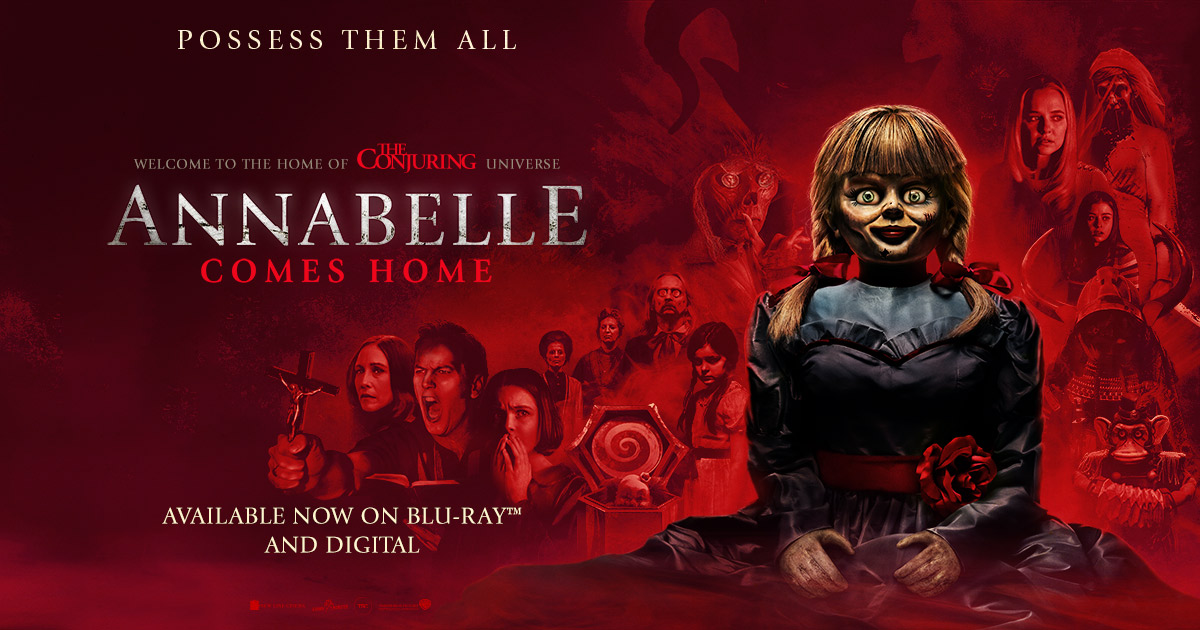 POSSESS THEM ALL
WELCOME TO THE HOME OF THE CONJURING UNIVERSE
ANNABELLE
COMES HOME
AVAILABLE NOW ON BLU-RAY™
AND DIGITAL